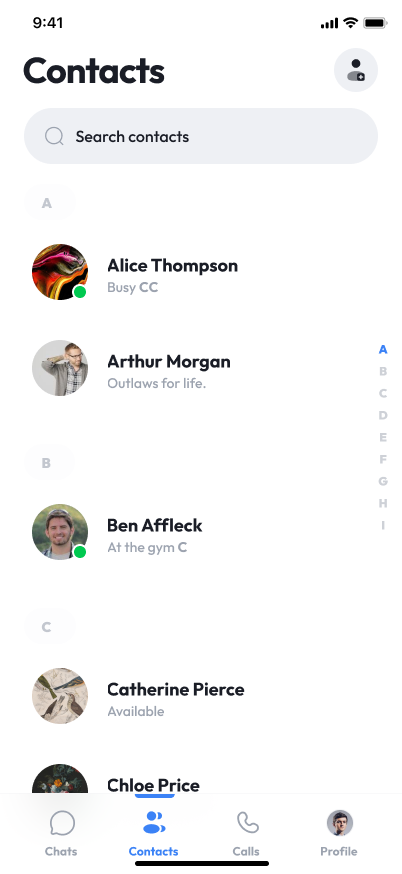 9:41
Contacts
Search contacts
A
Alice Thompson
Busy CC
Arthur Morgan
Outlaws for life.
A
B
C
D
E
F
G
H
I
B
Ben Affleck
At the gym C
C
Catherine Pierce
Available
Chloe Price
Chats
Contacts
Calls
Profile